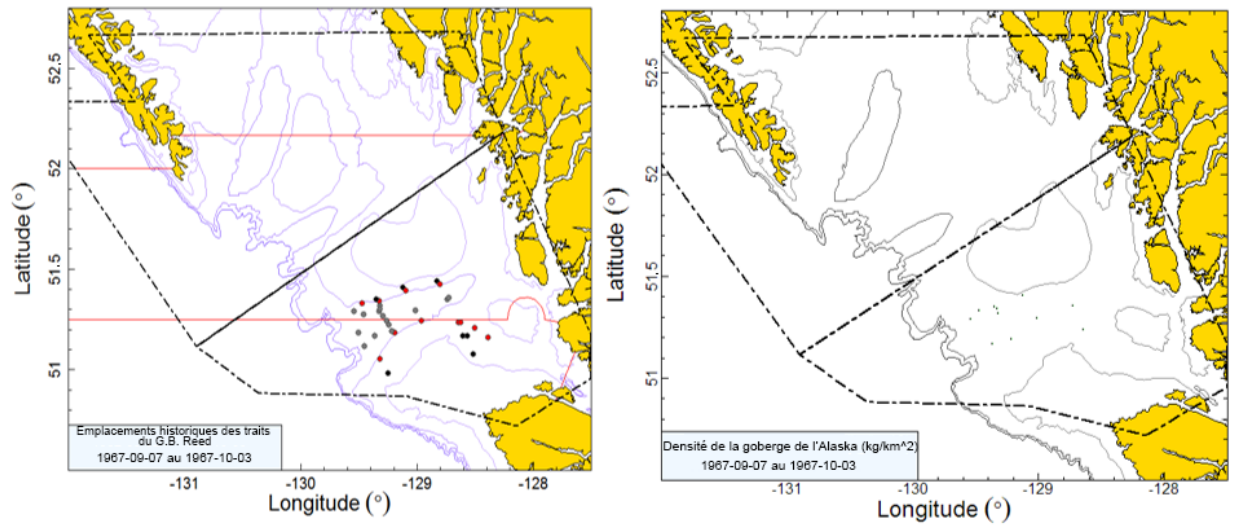 52.5
52
51.5
51
Latitude (°)
Emplacements historiques des traits
du G.B. Reed
1967-09-07 au 1967-10-03
-131
-130
-129
-128
Longitude (°)
52.5
52
51.5
51
Latitude (°)
Densité de la goberge de l'Alaska (kg/km^2)
1967-09-07 au 1967-10-03
-131
-130
-129
-128
Longitude (°)